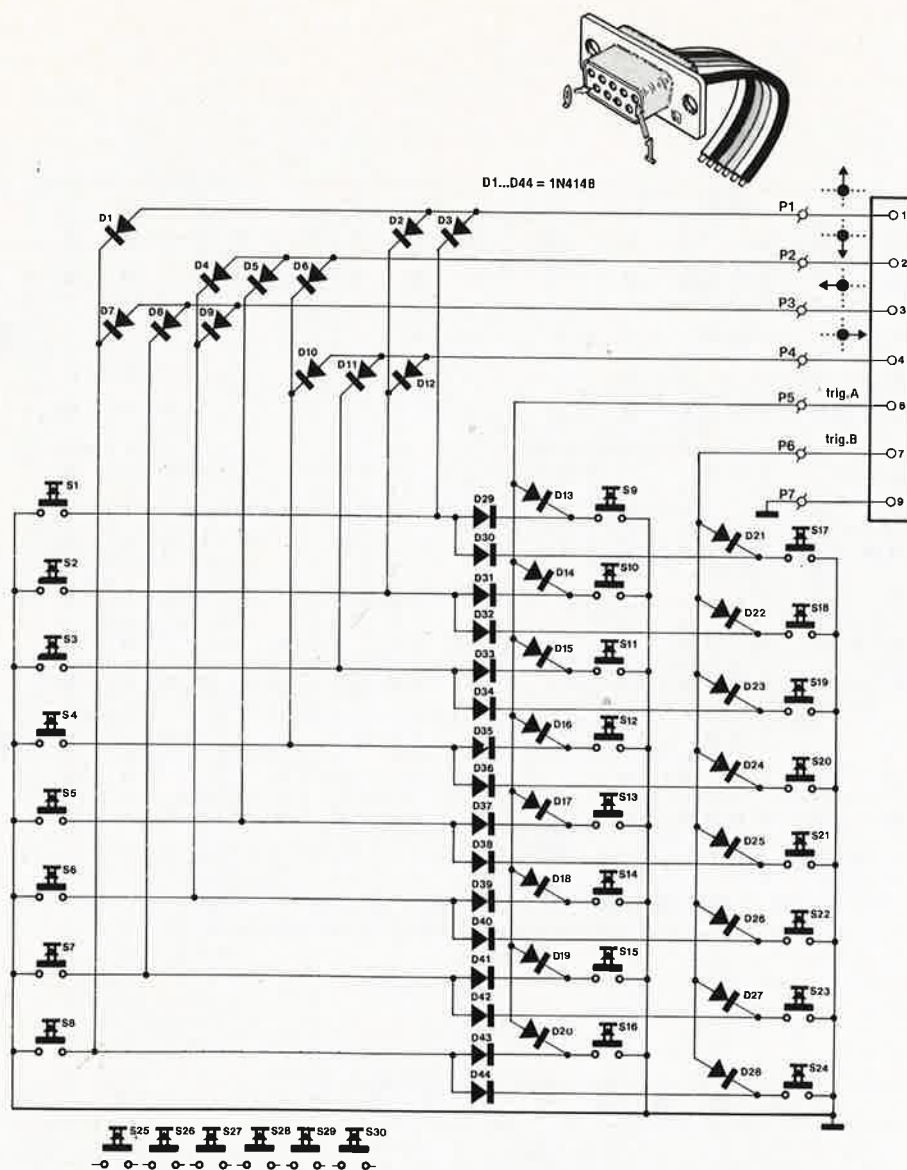 9
1
D1...D44 = 1N4148
P1
1
D1
D2
D3
P2
2
D4
D5
D6
P3
3
D7
D8
D9
P4
4
D10
D11
D12
P5
trig.A
6
P6
trig.B
7
P7
9
S1
D29
D13
S9
D30
D21
S17
S2
D31
D14
S10
D32
D22
S18
S3
D33
D15
S11
D34
D23
S19
S4
D35
D16
S12
D36
D24
S20
S5
D37
D17
S13
D38
D25
S21
S6
D39
D18
S14
D40
D26
S22
S7
D41
D19
S15
D42
D27
S23
S8
D43
D20
S16
D44
D28
S24
S25 S26 S27 S28 S29 S30